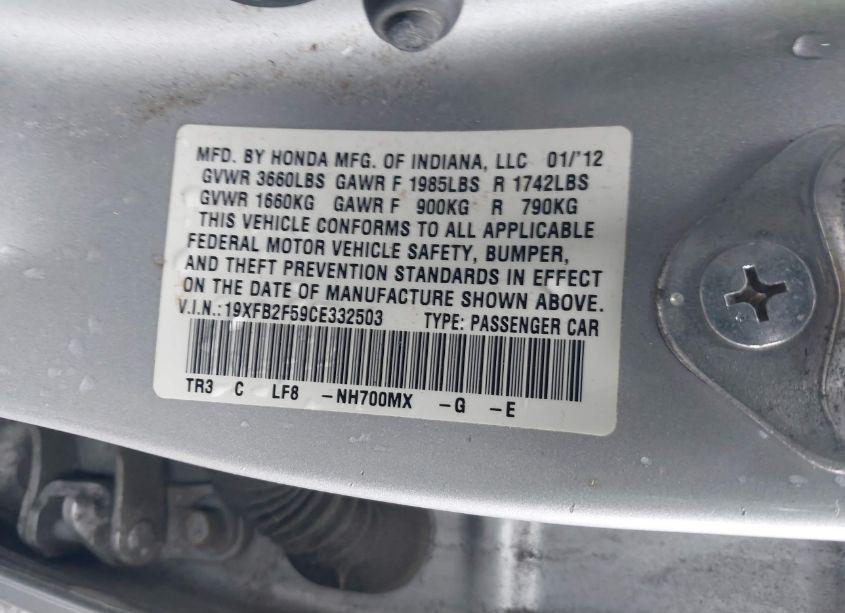 MFD. BY HONDA MFG. OF INDIANA, LLC 01/'12
GVWR 3660LBS GAWR F 1985LBS R 1742LBS
GVWR 1660KG GAWR F 900KG R 790KG
THIS VEHICLE CONFORMS TO ALL APPLICABLE
FEDERAL MOTOR VEHICLE SAFETY, BUMPER,
AND THEFT PREVENTION STANDARDS IN EFFECT
ON THE DATE OF MANUFACTURE SHOWN ABOVE.
V.I.N.:19XFB2F59CE332503 TYPE: PASSENGER CAR
TR3 C LF8 -NH700MX -G -E